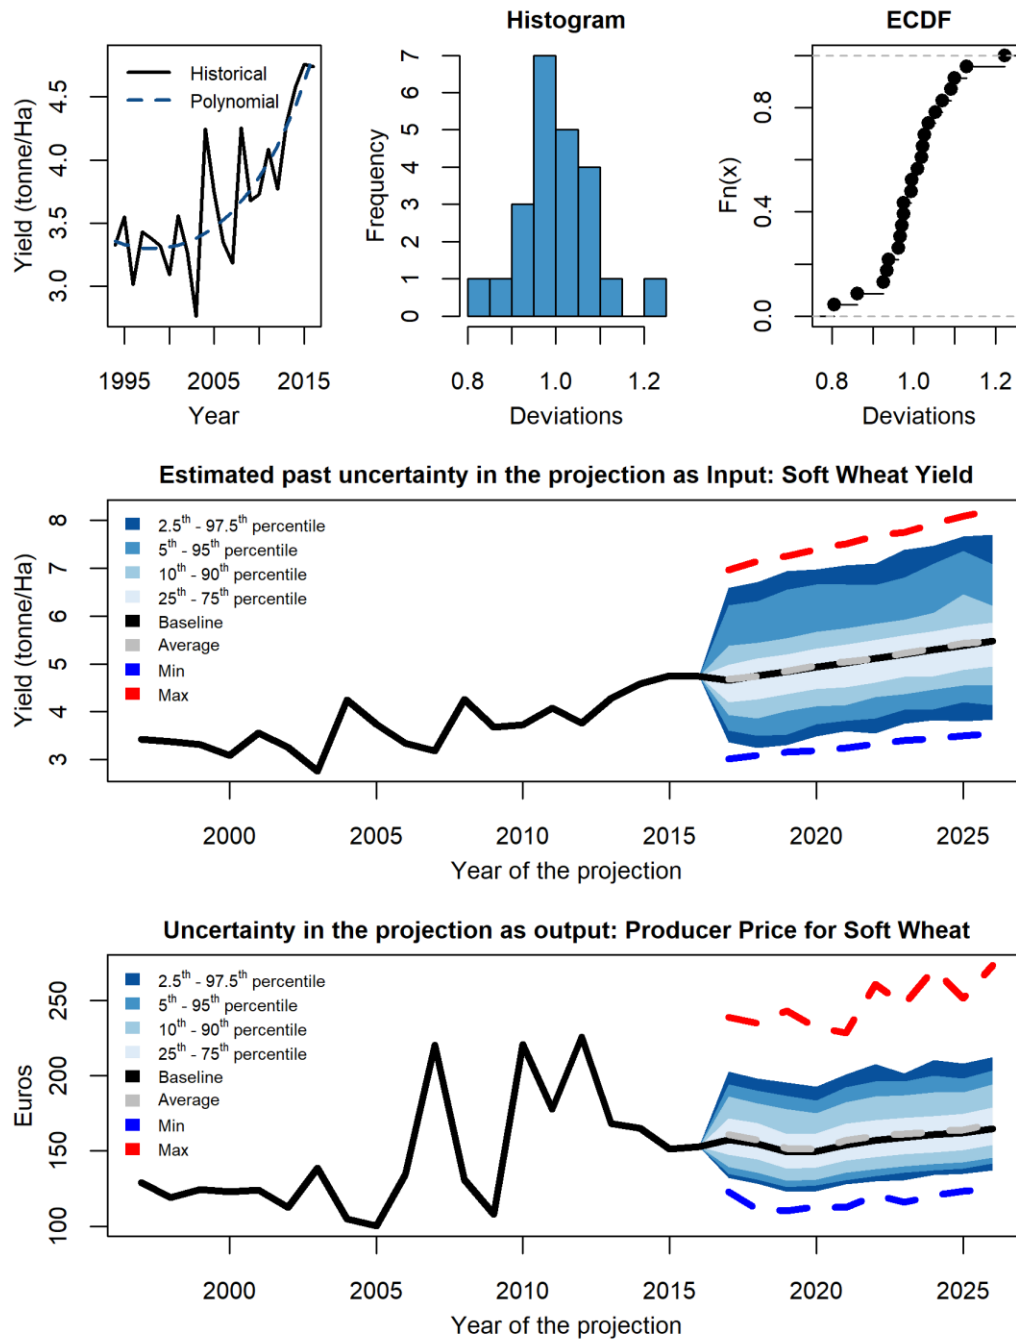 Histogram
ECDF
Historical
Polynomial
Yield (tonne/Ha)
3.0 3.5 4.0 4.5
1995 2005 2015
Year
Frequency
0 1 2 3 4 5 6 7
0.8 1.0 1.2
Deviations
Fn(x)
0.0 0.4 0.8
0.8 1.0 1.2
Deviations
Estimated past uncertainty in the projection as Input: Soft Wheat Yield
2.5th - 97.5th percentile
5th - 95th percentile
10th - 90th percentile
25th - 75th percentile
Baseline
Average
Min
Max
Yield (tonne/Ha)
3 4 5 6 7 8
2000 2005 2010 2015 2020 2025
Year of the projection
Uncertainty in the projection as output: Producer Price for Soft Wheat
2.5th - 97.5th percentile
5th - 95th percentile
10th - 90th percentile
25th - 75th percentile
Baseline
Average
Min
Max
Euros
100 150 200 250
2000 2005 2010 2015 2020 2025
Year of the projection